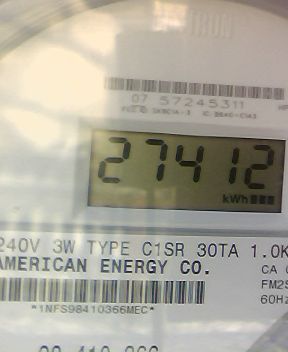 ITRON
07 57245311
27412
kWh
240V 3W TYPE C1SR 30TA 1.0K
AMERICAN ENERGY CO.
CA 0
FM2S
60Hz
*1NFS98410366MEC*